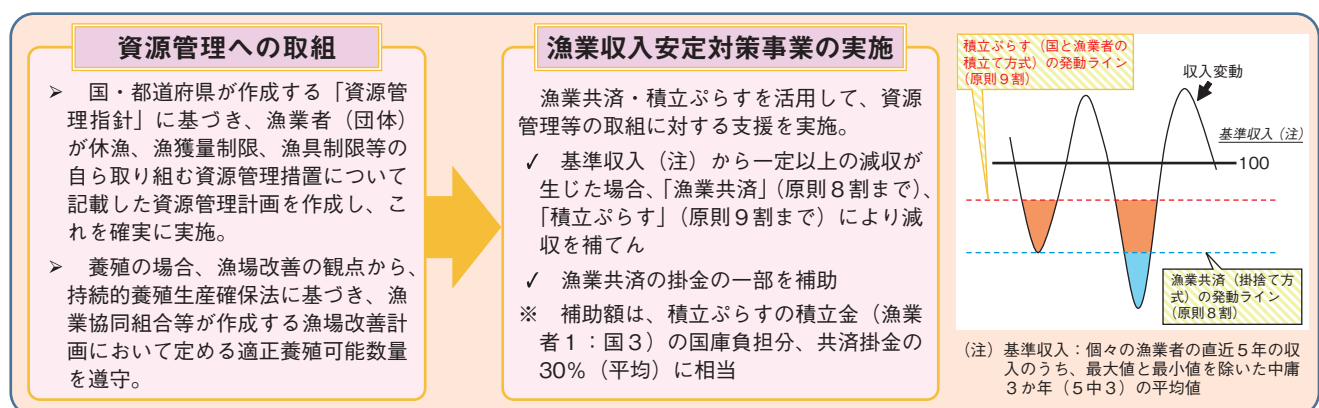 資源管理への取組
➢ 国・都道府県が作成する「資源管
理指針」に基づき、漁業者（団体）
が休漁、漁獲量制限、漁具制限等の
自ら取り組む資源管理措置について
記載した資源管理計画を作成し、こ
れを確実に実施。
➢ 養殖の場合、漁場改善の観点から、
持続的養殖生産確保法に基づき、漁
業協同組合等が作成する漁場改善計
画において定める適正養殖可能数量
を遵守。
漁業収入安定対策事業の実施
漁業共済・積立ぷらすを活用して、資源
管理等の取組に対する支援を実施。
✓ 基準収入（注）から一定以上の減収が
生じた場合、「漁業共済」（原則８割まで）、
「積立ぷらす」（原則９割まで）により減
収を補てん
✓ 漁業共済の掛金の一部を補助
※ 補助額は、積立ぷらすの積立金（漁業
者１：国３）の国庫負担分、共済掛金の
30％（平均）に相当
積立ぷらす（国と漁業者の
積立て方式）の発動ライン
（原則９割）
収入変動
基準収入（注）
100
漁業共済（掛捨て方
式）の発動ライン
（原則８割）
（注）基準収入：個々の漁業者の直近５年の収
入のうち、最大値と最小値を除いた中庸
３か年（５中３）の平均値